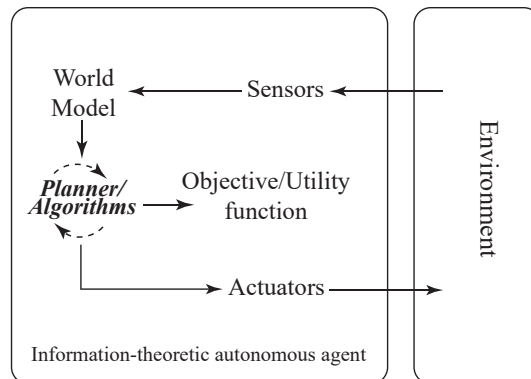 World
Model
Sensors
Planner/
Algorithms
Objective/Utility
function
Actuators
Information-theoretic autonomous agent
Environment